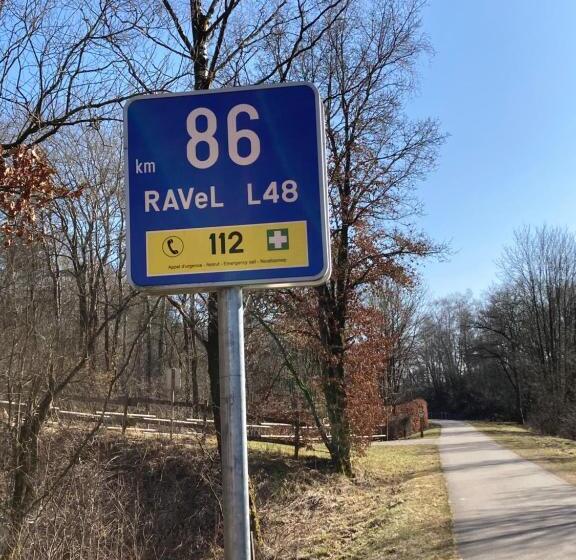 86
km
RAVeL L48
112
Appel d'urgence - Notruf - Emergency call - Noodoproep